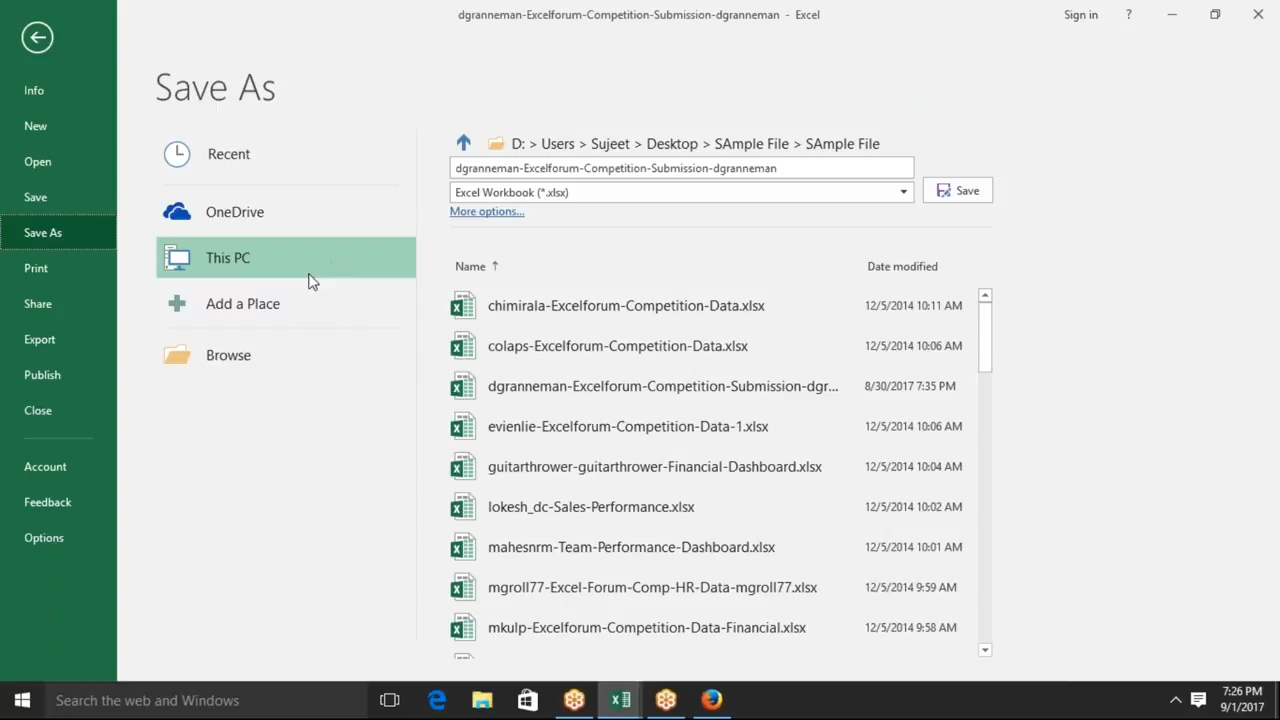 dgranneman-Excelforum-Competition-Submission-dgranneman - Excel
Sign in
?
Info
New
Open
Save
Save As
Print
Share
Export
Publish
Close
Account
Feedback
Options
Save As
Recent
OneDrive
This PC
Add a Place
Browse
D: > Users > Sujeet > Desktop > SAmple File > SAmple File
dgranneman-Excelforum-Competition-Submission-dgranneman
Excel Workbook (*.xlsx)
Save
More options...
Name Date modified
chimirala-Excelforum-Competition-Data.xlsx 12/5/2014 10:11 AM
colaps-Excelforum-Competition-Data.xlsx 12/5/2014 10:06 AM
dgranneman-Excelforum-Competition-Submission-dgr... 8/30/2017 7:35 PM
evienlie-Excelforum-Competition-Data-1.xlsx 12/5/2014 10:06 AM
guitarthrower-guitarthrower-Financial-Dashboard.xlsx 12/5/2014 10:04 AM
lokesh_dc-Sales-Performance.xlsx 12/5/2014 10:02 AM
mahesnrm-Team-Performance-Dashboard.xlsx 12/5/2014 10:01 AM
mgroll77-Excel-Forum-Comp-HR-Data-mgroll77.xlsx 12/5/2014 9:59 AM
mkulp-Excelforum-Competition-Data-Financial.xlsx 12/5/2014 9:58 AM
Search the web and Windows
7:26 PM
9/1/2017